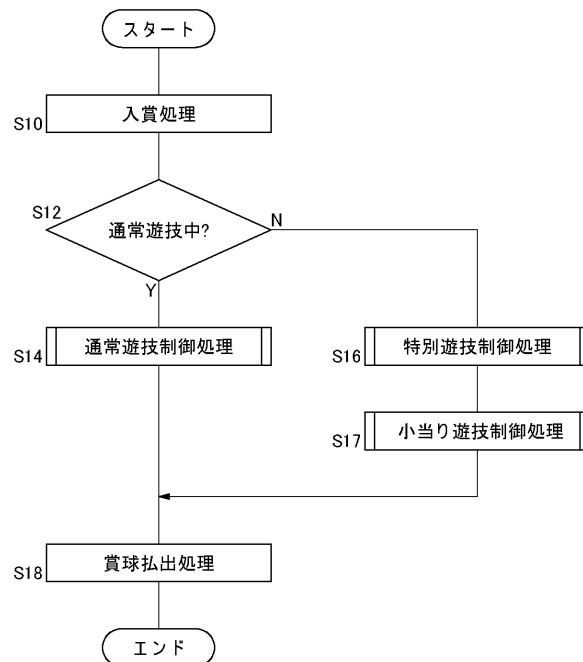 スタート
S10
入賞処理
S12
通常遊技中?
N
Y
S14
通常遊技制御処理
S16
特別遊技制御処理
S17
小当り遊技制御処理
S18
賞球払出処理
エンド